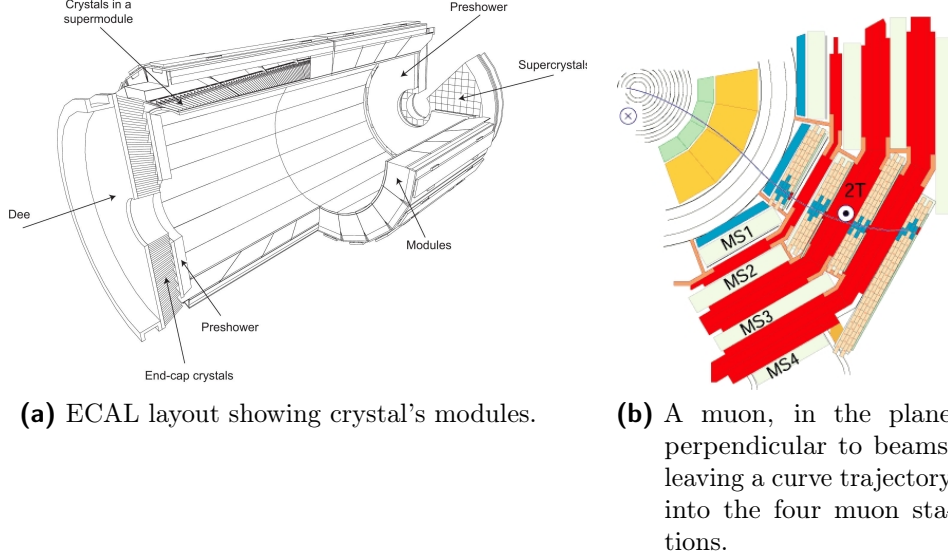 Crystals in a
supermodule
Preshower
Supercrystals
Dee
Modules
Preshower
End-cap crystals
2T
MS1
MS2
MS3
MS4
(a) ECAL layout showing crystal's modules.
(b) A muon, in the plane
perpendicular to beams
leaving a curve trajectory
into the four muon sta
tions.